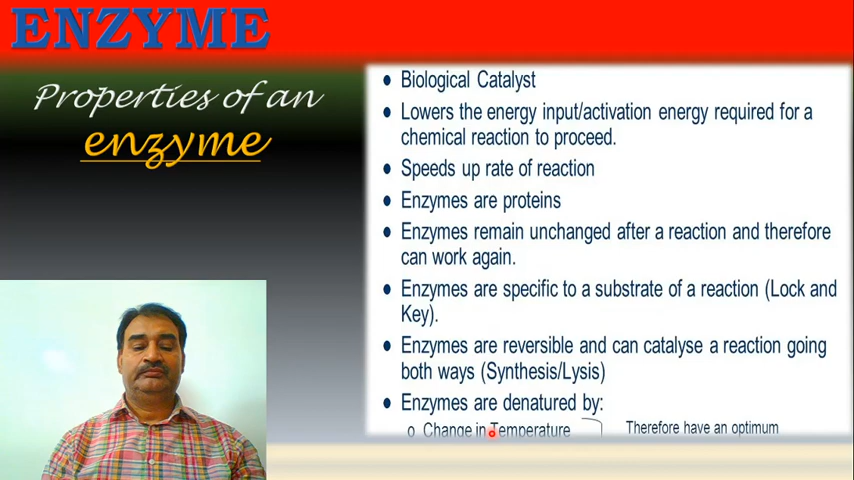 ENZYME
Properties of an
enzyme
• Biological Catalyst
• Lowers the energy input/activation energy required for a
chemical reaction to proceed.
• Speeds up rate of reaction
• Enzymes are proteins
• Enzymes remain unchanged after a reaction and therefore
can work again.
• Enzymes are specific to a substrate of a reaction (Lock and
Key).
• Enzymes are reversible and can catalyse a reaction going
both ways (Synthesis/Lysis)
• Enzymes are denatured by:
o Change in Temperature
Therefore have an optimum